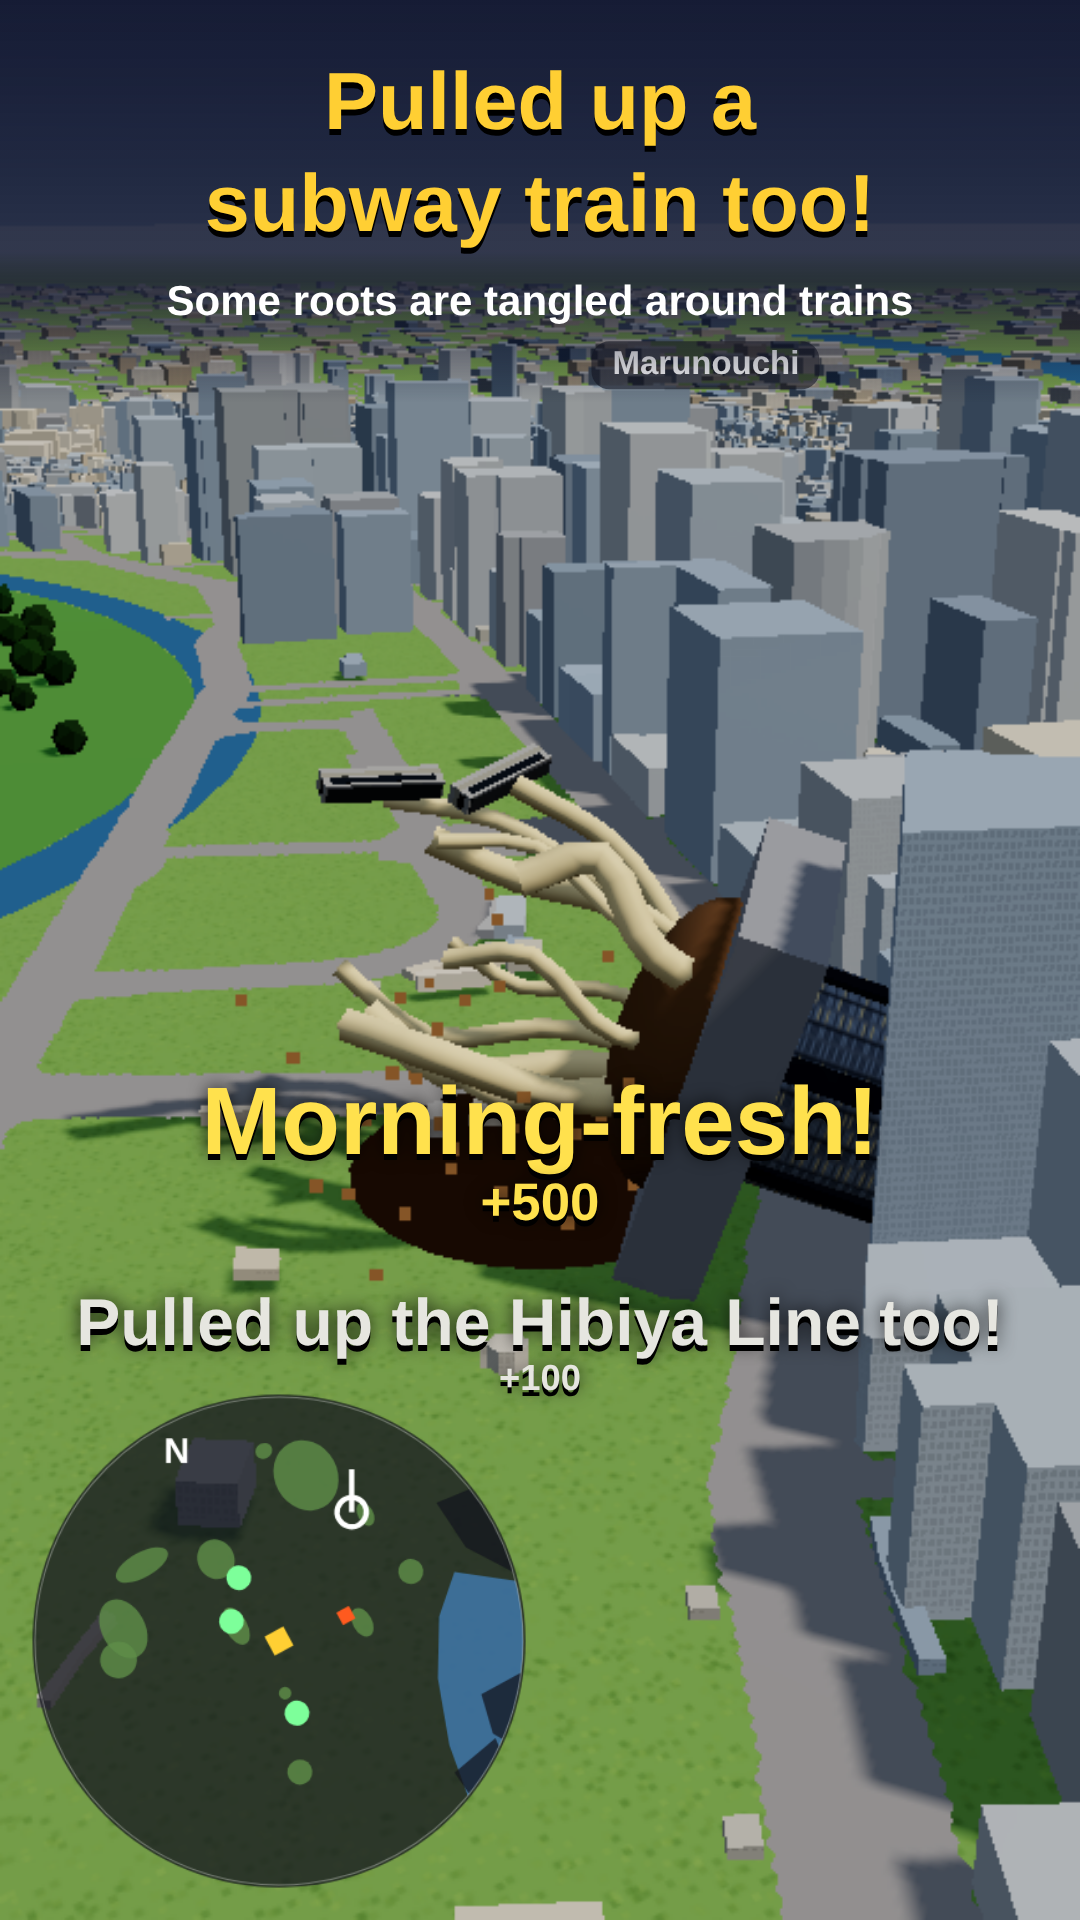 Pulled up a
subway train too!
Some roots are tangled around trains
Marunouchi
Morning-fresh!
+500
Pulled up the Hibiya Line too!
+100
N